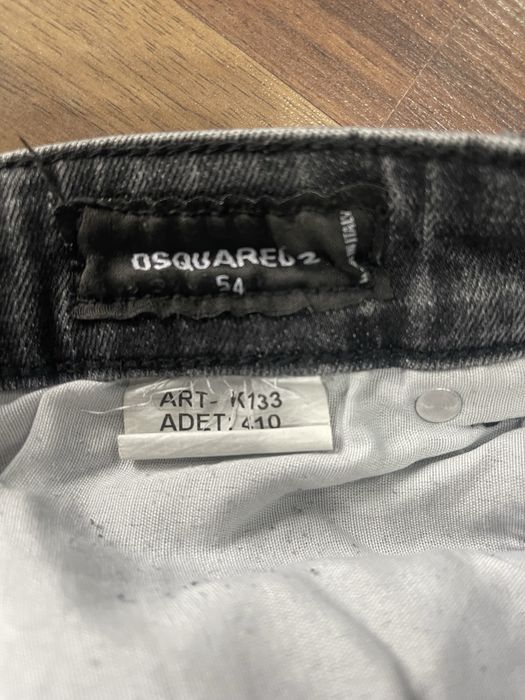 DSQUARED2
54
ART- K133
ADET: 410